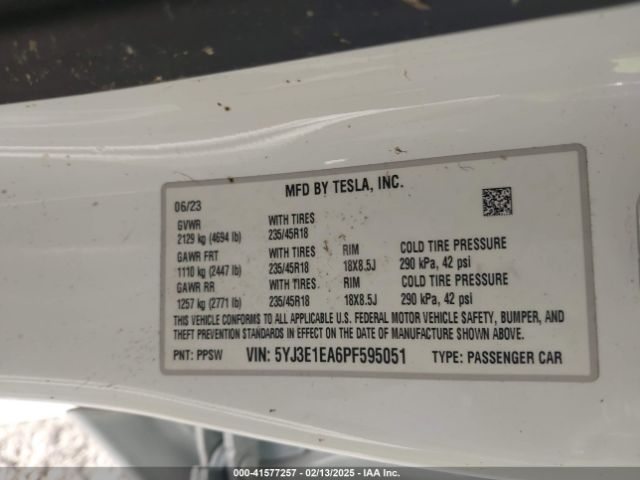 MFD BY TESLA, INC.
06/23
GVWR WITH TIRES
2129 kg (4694 lb) 235/45R18
GAWR FRT WITH TIRES RIM COLD TIRE PRESSURE
1110 kg (2447 lb) 235/45R18 18X8.5J 290 kPa, 42 psi
GAWR RR WITH TIRES RIM COLD TIRE PRESSURE
1257 kg (2771 lb) 235/45R18 18X8.5J 290 kPa, 42 psi
THIS VEHICLE CONFORMS TO ALL APPLICABLE U.S. FEDERAL MOTOR VEHICLE SAFETY, BUMPER, AND
THEFT PREVENTION STANDARDS IN EFFECT ON THE DATE OF MANUFACTURE SHOWN ABOVE.
PNT: PPSW VIN: 5YJ3E1EA6PF595051 TYPE: PASSENGER CAR
000-41577257 - 02/13/2025 - IAA Inc.